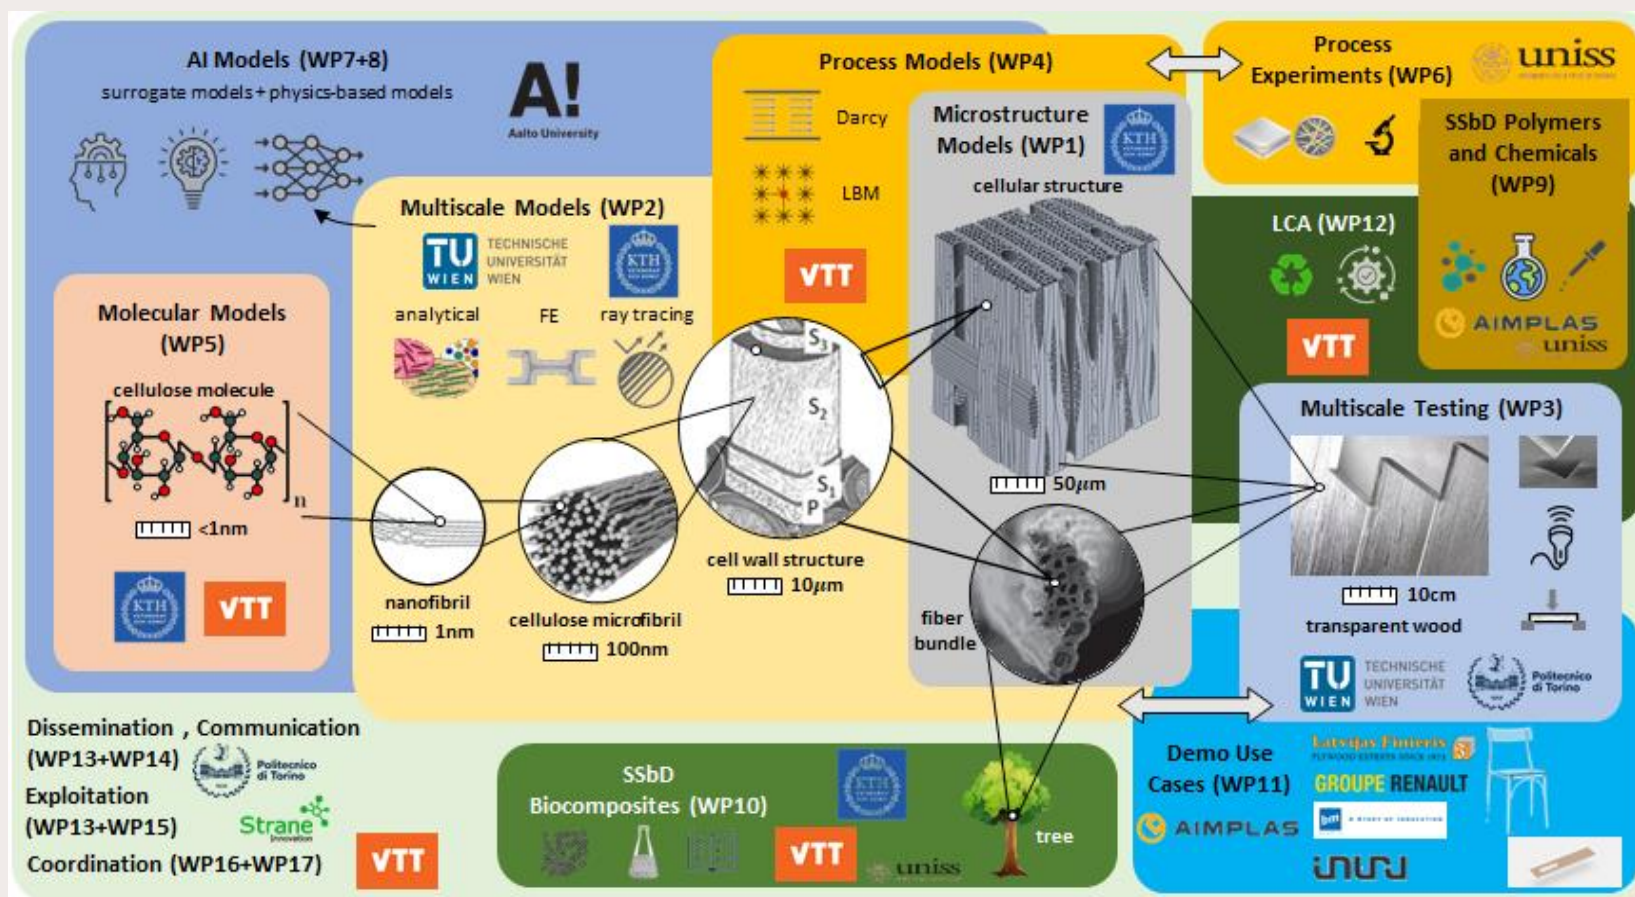 AI Models (WP7+8)
surrogate models + physics-based models
A!
Aalto University
Process Models (WP4)
Darcy
LBM
VTT
Microstructure
Models (WP1)
KTH
cellular structure
50μm
fiber
bundle
Process
Experiments (WP6)
uniss
SSbD Polymers
and Chemicals
(WP9)
AIMPLAS
uniss
LCA (WP12)
VTT
Multiscale Models (WP2)
TU
WIEN
TECHNISCHE
UNIVERSITÄT
WIEN
KTH
analytical
FE
ray tracing
Molecular Models
(WP5)
cellulose molecule
n
<1nm
KTH
VTT
nanofibril
1nm
cellulose microfibril
100nm
S3
S2
S1
P
cell wall structure
10μm
Multiscale Testing (WP3)
10cm
transparent wood
TU
WIEN
TECHNISCHE
UNIVERSITÄT
WIEN
Politecnico
di Torino
Dissemination , Communication
(WP13+WP14)
Politecnico
di Torino
Exploitation
(WP13+WP15)
Strane
Innovation
Coordination (WP16+WP17)
VTT
SSbD
Biocomposites (WP10)
KTH
VTT
uniss
tree
Demo Use
Cases (WP11)
Latvijas Finieris
GROUPE RENAULT
AIMPLAS